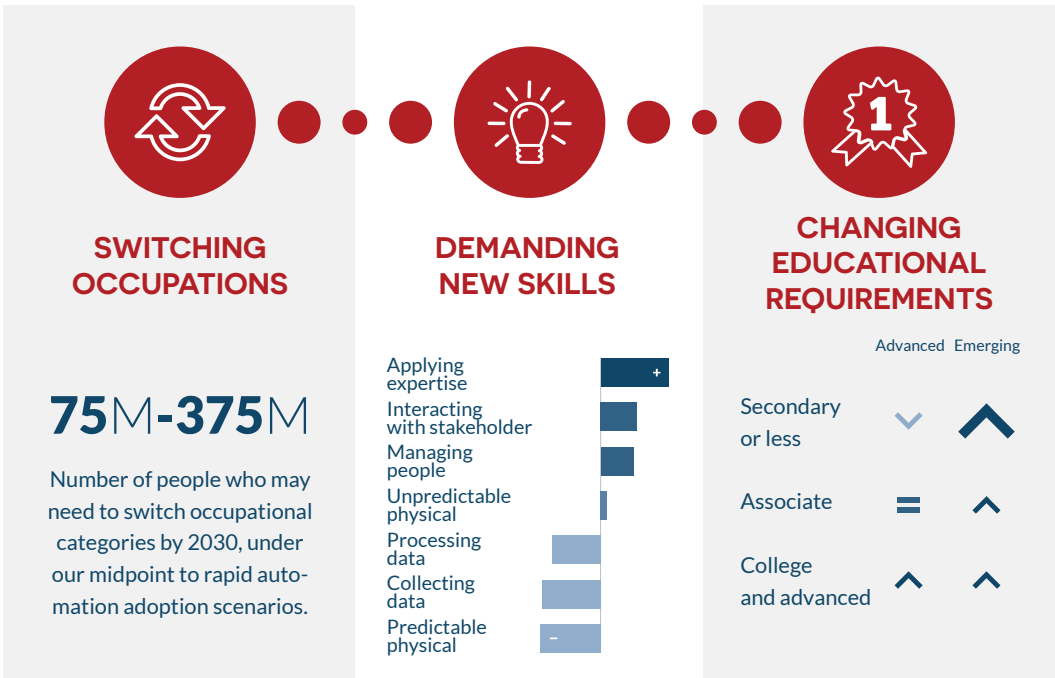 SWITCHING
OCCUPATIONS
75M-375M
Number of people who may
need to switch occupational
categories by 2030, under
our midpoint to rapid auto-
mation adoption scenarios.
DEMANDING
NEW SKILLS
Applying
expertise
+
Interacting
with stakeholder
Managing
people
Unpredictable
physical
Processing
data
Collecting
data
Predictable
physical
–
1
CHANGING
EDUCATIONAL
REQUIREMENTS
Advanced Emerging
Secondary
or less
Associate
=
College
and advanced